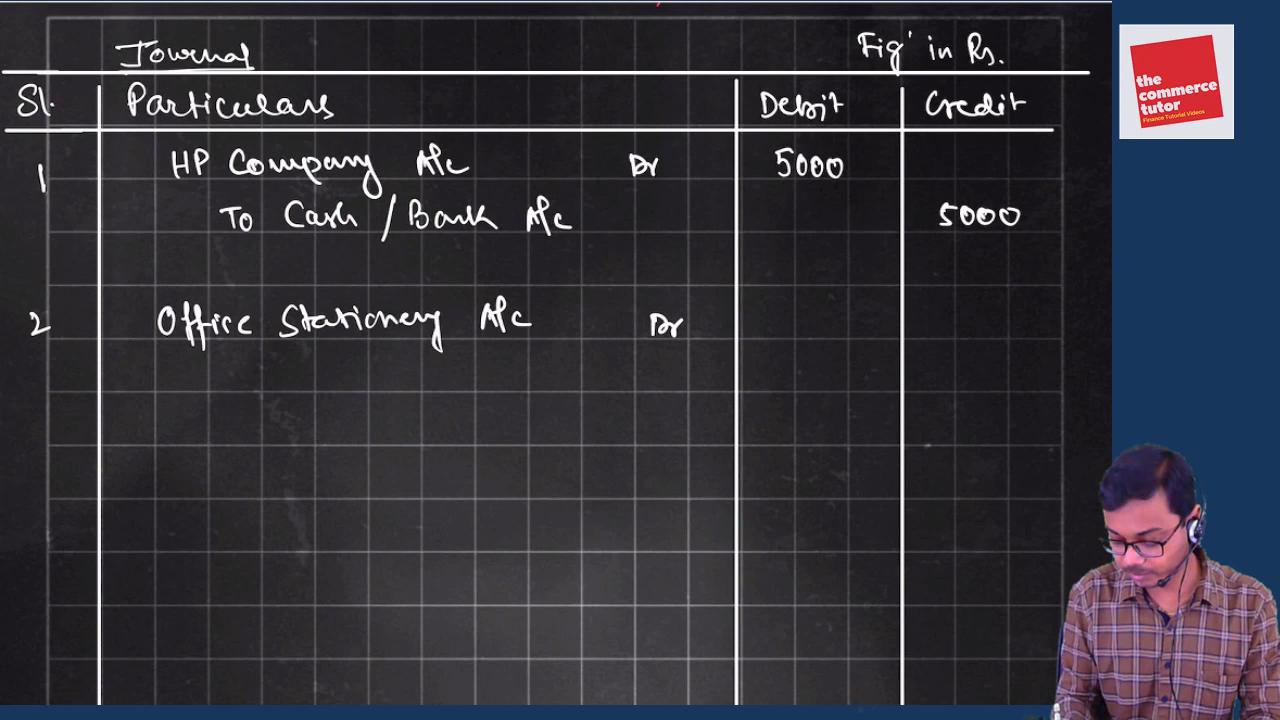 Journal Fig' in Rs.
Sl. Particulars Debit Credit
1 HP Company A/c Dr 5000
To Cash / Bank A/c 5000
2 Office Stationery A/c Dr
the
commerce
tutor
Finance Tutorial Videos